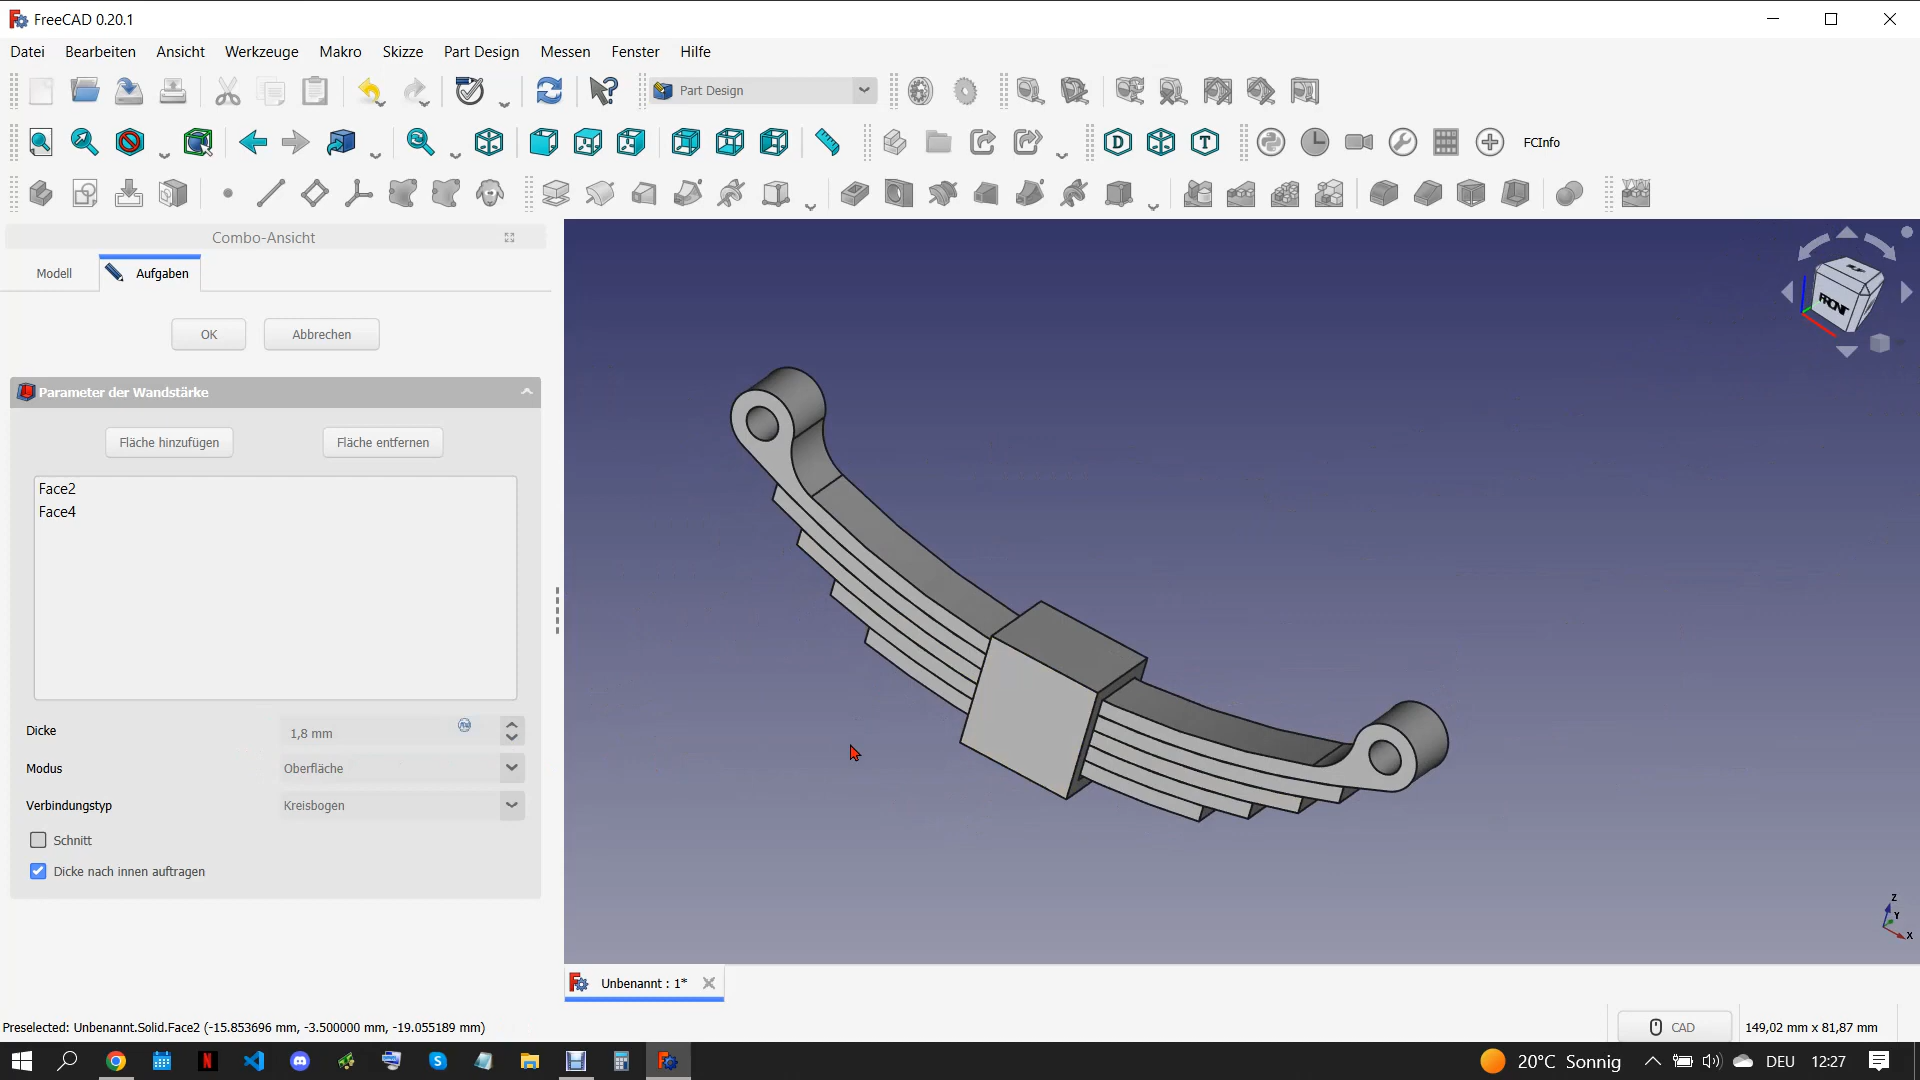 FreeCAD 0.20.1
Datei Bearbeiten Ansicht Werkzeuge Makro Skizze Part Design Messen Fenster Hilfe
Part Design
D T FCInfo
Combo-Ansicht
Modell Aufgaben
OK Abbrechen
Parameter der Wandstärke
Fläche hinzufügen Fläche entfernen
Face2
Face4
Dicke 1,8 mm
Modus Oberfläche
Verbindungstyp Kreisbogen
Schnitt
Dicke nach innen auftragen
FRONT
Z
Y
X
Unbenannt : 1*
Preselected: Unbenannt.Solid.Face2 (-15.853696 mm, -3.500000 mm, -19.055189 mm)
CAD 149,02 mm x 81,87 mm
20°C Sonnig DEU 12:27